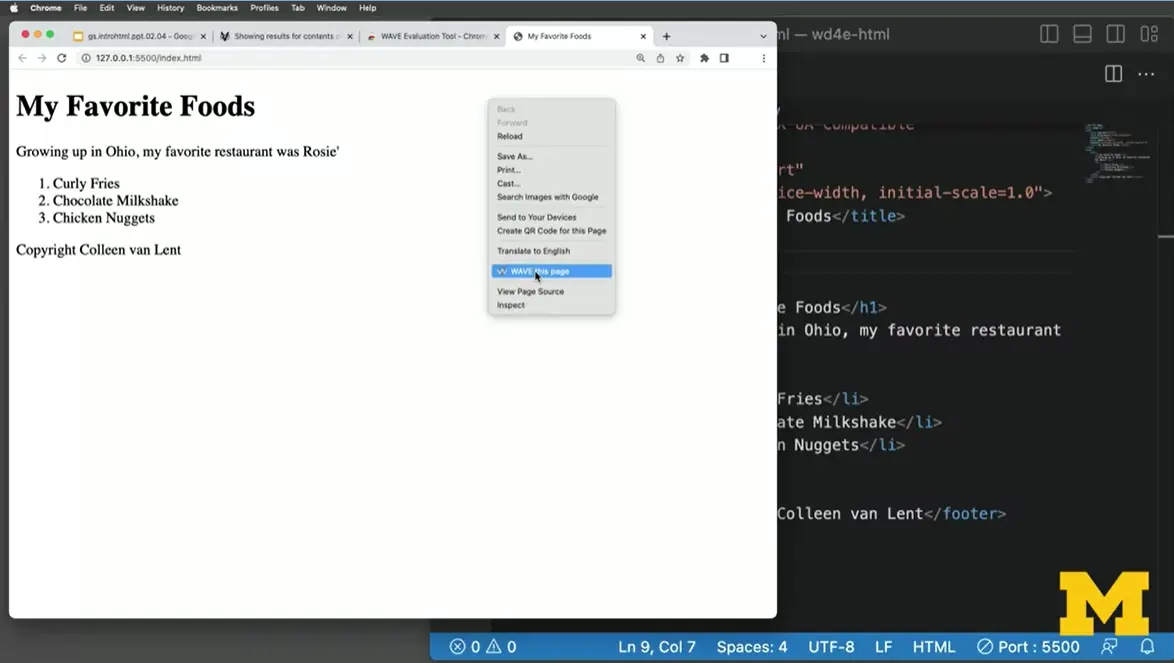 Chrome File Edit View History Bookmarks Profiles Tab Window Help
gs.introhtml.ppt.02.04 - Goog
Showing results for contents o
WAVE Evaluation Tool - Chrom
My Favorite Foods
ml — wd4e-html
127.0.0.1:5500/index.html
My Favorite Foods
Growing up in Ohio, my favorite restaurant was Rosie'
1. Curly Fries
2. Chocolate Milkshake
3. Chicken Nuggets
Copyright Colleen van Lent
Back
Forward
Reload
Save As...
Print...
Cast...
Search Images with Google
Send to Your Devices
Create QR Code for this Page
Translate to English
WAVE this page
View Page Source
Inspect
X-UA-Compatible
rt"
ice-width, initial-scale=1.0">
Foods</title>
e Foods</h1>
in Ohio, my favorite restaurant
Fries</li>
ate Milkshake</li>
n Nuggets</li>
Colleen van Lent</footer>
M
0 0 Ln 9, Col 7 Spaces: 4 UTF-8 LF HTML Port : 5500